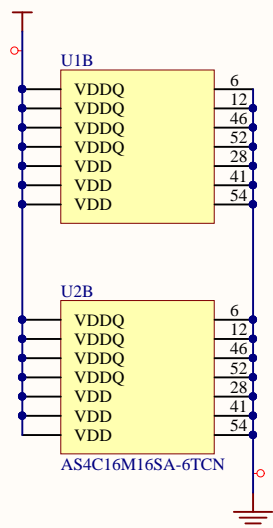 U1B
VDDQ 6
VDDQ 12
VDDQ 46
VDDQ 52
VDD 28
VDD 41
VDD 54
U2B
VDDQ 6
VDDQ 12
VDDQ 46
VDDQ 52
VDD 28
VDD 41
VDD 54
AS4C16M16SA-6TCN